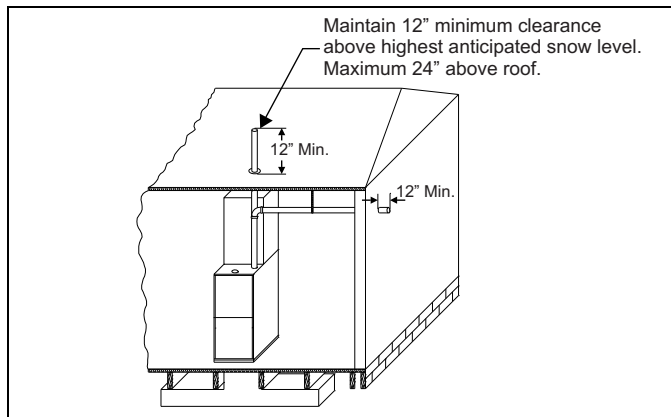 Maintain 12” minimum clearance
above highest anticipated snow level.
Maximum 24” above roof.
12” Min.
12” Min.